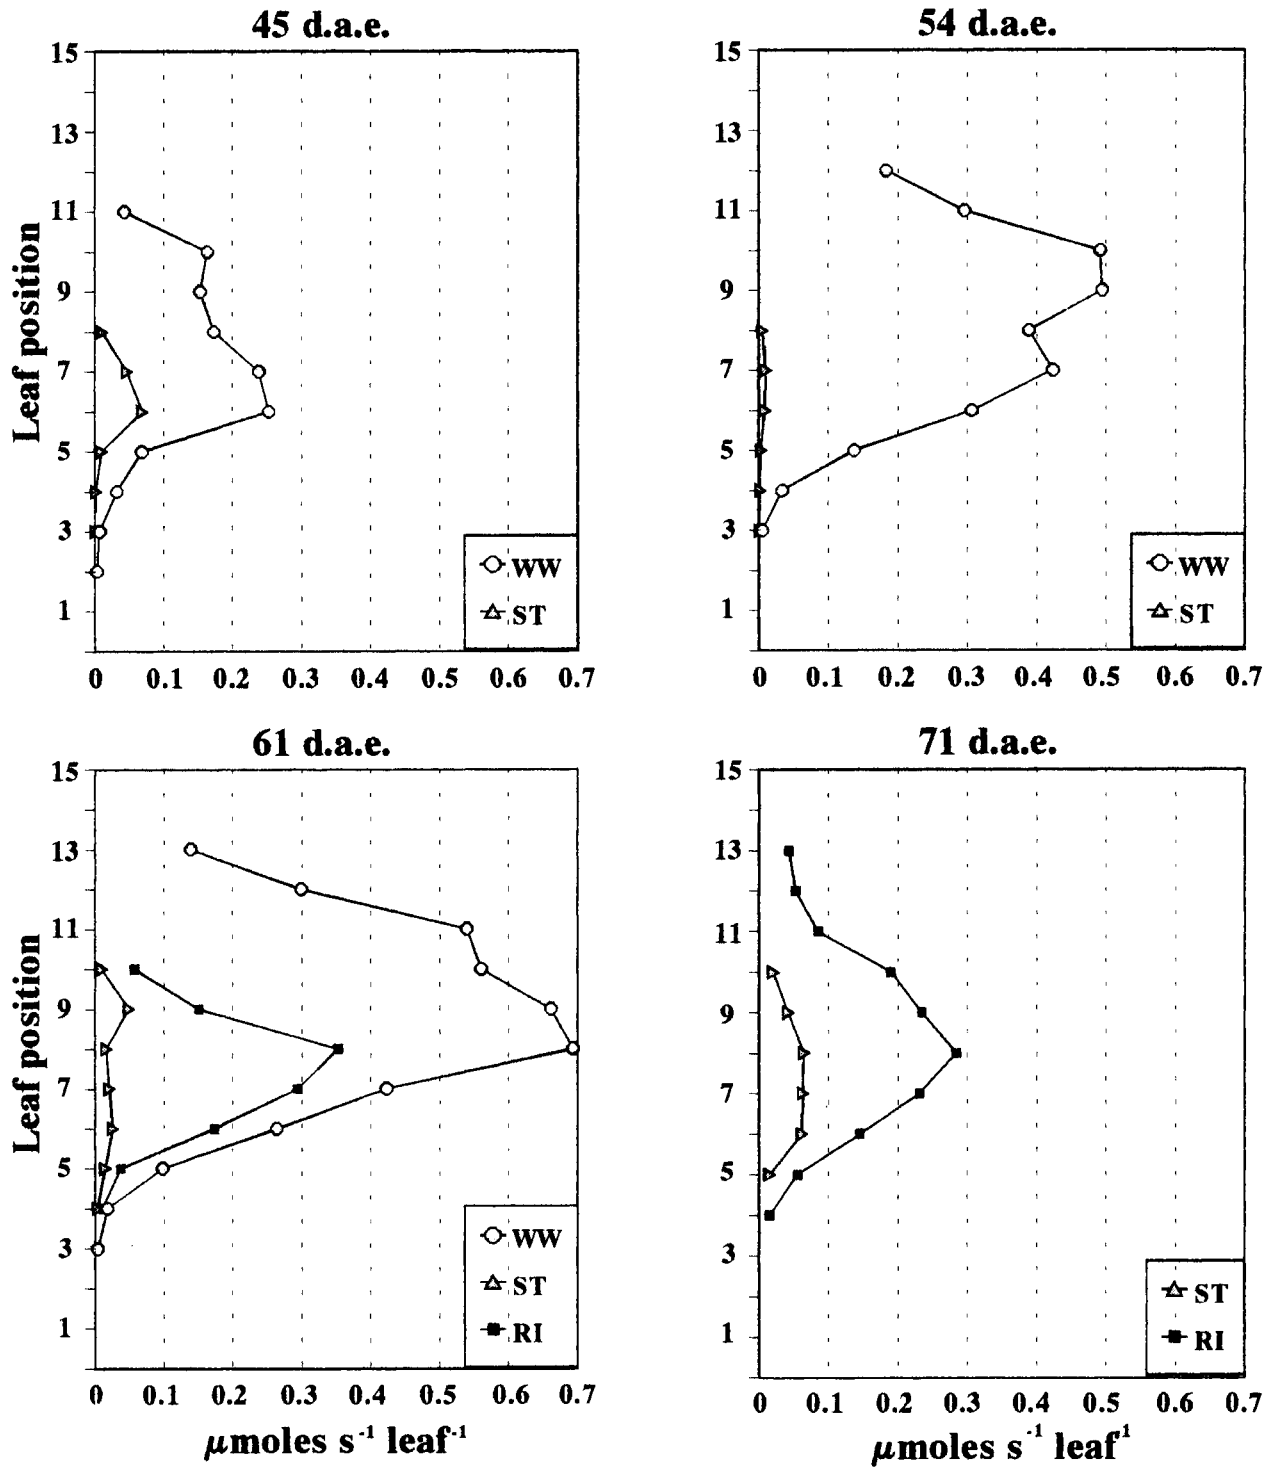 45 d.a.e.
15
13
11
9
7
5
3
1
Leaf position
WW
ST
0 0.1 0.2 0.3 0.4 0.5 0.6 0.7
54 d.a.e.
15
13
11
9
7
5
3
1
WW
ST
0 0.1 0.2 0.3 0.4 0.5 0.6 0.7
61 d.a.e.
15
13
11
9
7
5
3
1
Leaf position
WW
ST
RI
0 0.1 0.2 0.3 0.4 0.5 0.6 0.7
μmoles s⁻¹ leaf⁻¹
71 d.a.e.
15
13
11
9
7
5
3
1
ST
RI
0 0.1 0.2 0.3 0.4 0.5 0.6 0.7
μmoles s⁻¹ leaf¹